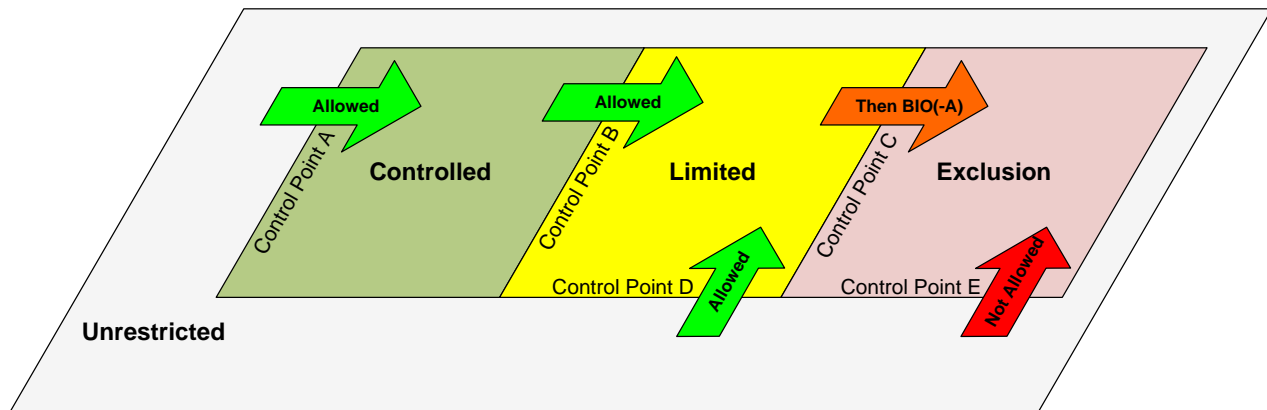 Allowed
Allowed
Then BIO(-A)
Control Point A
Control Point B
Control Point C
Controlled
Limited
Exclusion
Control Point D
Allowed
Control Point E
Not Allowed
Unrestricted